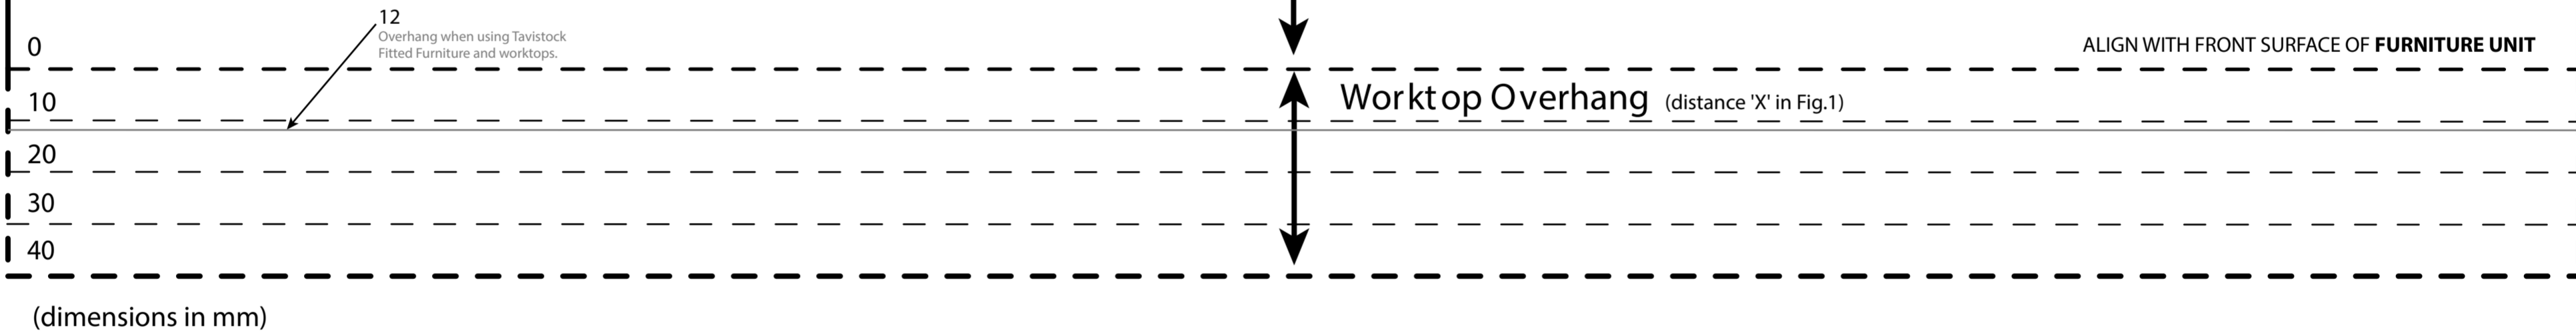 12
Overhang when using Tavistock
Fitted Furniture and worktops.
0
ALIGN WITH FRONT SURFACE OF FURNITURE UNIT
10
Worktop Overhang (distance 'X' in Fig.1)
20
30
40
(dimensions in mm)